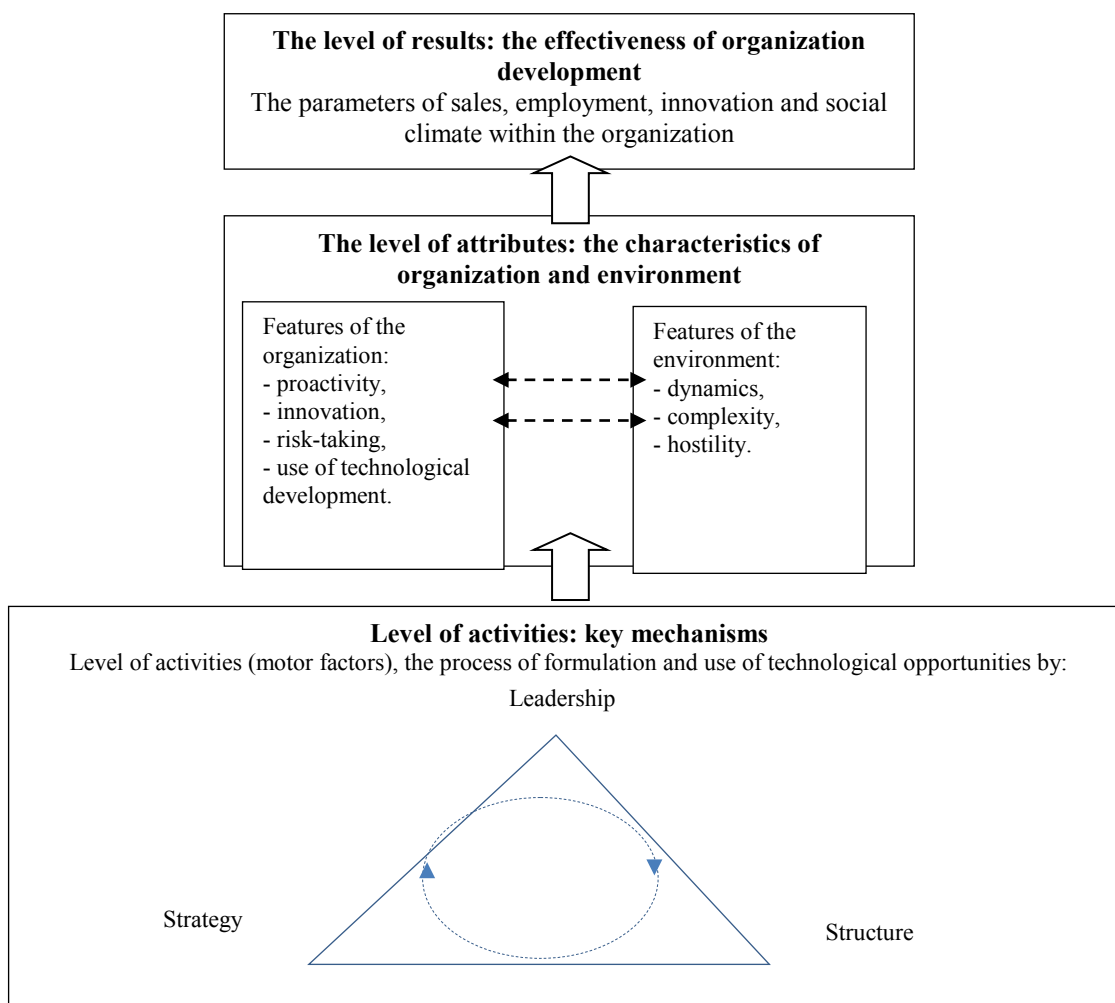 The level of results: the effectiveness of organization
development
The parameters of sales, employment, innovation and social
climate within the organization
The level of attributes: the characteristics of
organization and environment
Features of the
organization:
- proactivity,
- innovation,
- risk-taking,
- use of technological
development.
Features of the
environment:
- dynamics,
- complexity,
- hostility.
Level of activities: key mechanisms
Level of activities (motor factors), the process of formulation and use of technological opportunities by:
Leadership
Strategy
Structure